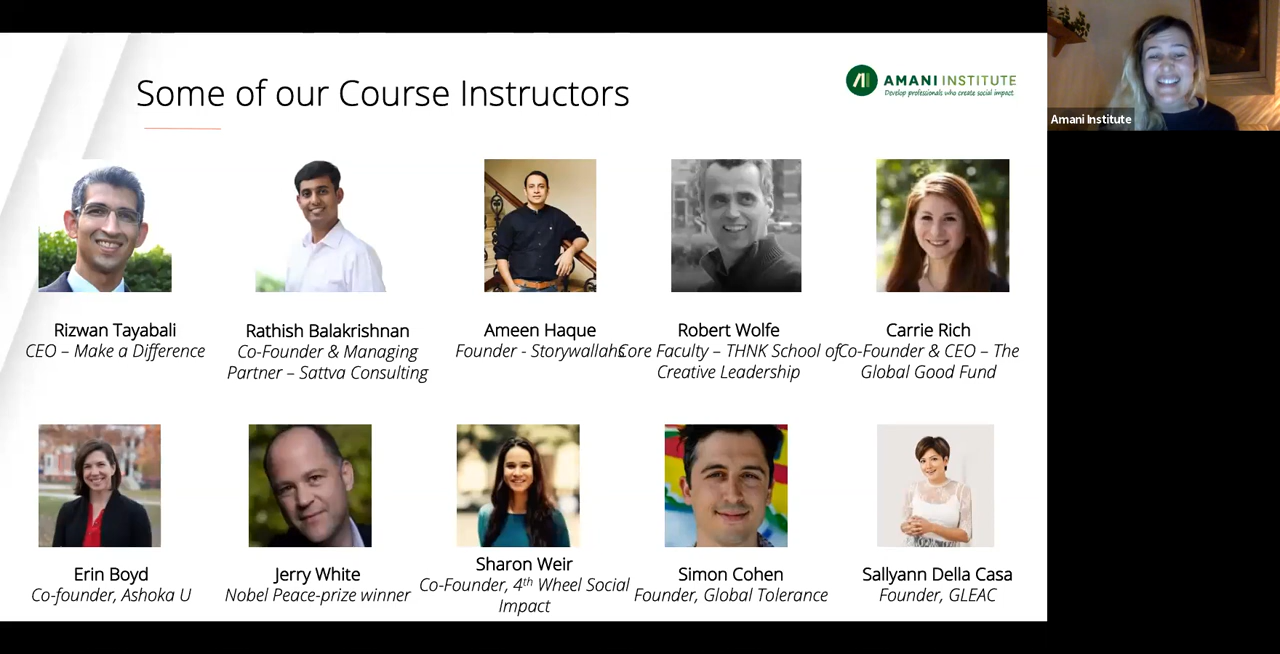 Some of our Course Instructors
AMANI INSTITUTE
Develop professionals who create social impact
Amani Institute
Rizwan Tayabali
CEO – Make a Difference
Rathish Balakrishnan
Co-Founder & Managing
Partner – Sattva Consulting
Ameen Haque
Founder - Storywallahs
Robert Wolfe
Core Faculty – THNK School of
Creative Leadership
Carrie Rich
Co-Founder & CEO – The
Global Good Fund
Erin Boyd
Co-founder, Ashoka U
Jerry White
Nobel Peace-prize winner
Sharon Weir
Co-Founder, 4th Wheel Social
Impact
Simon Cohen
Founder, Global Tolerance
Sallyann Della Casa
Founder, GLEAC